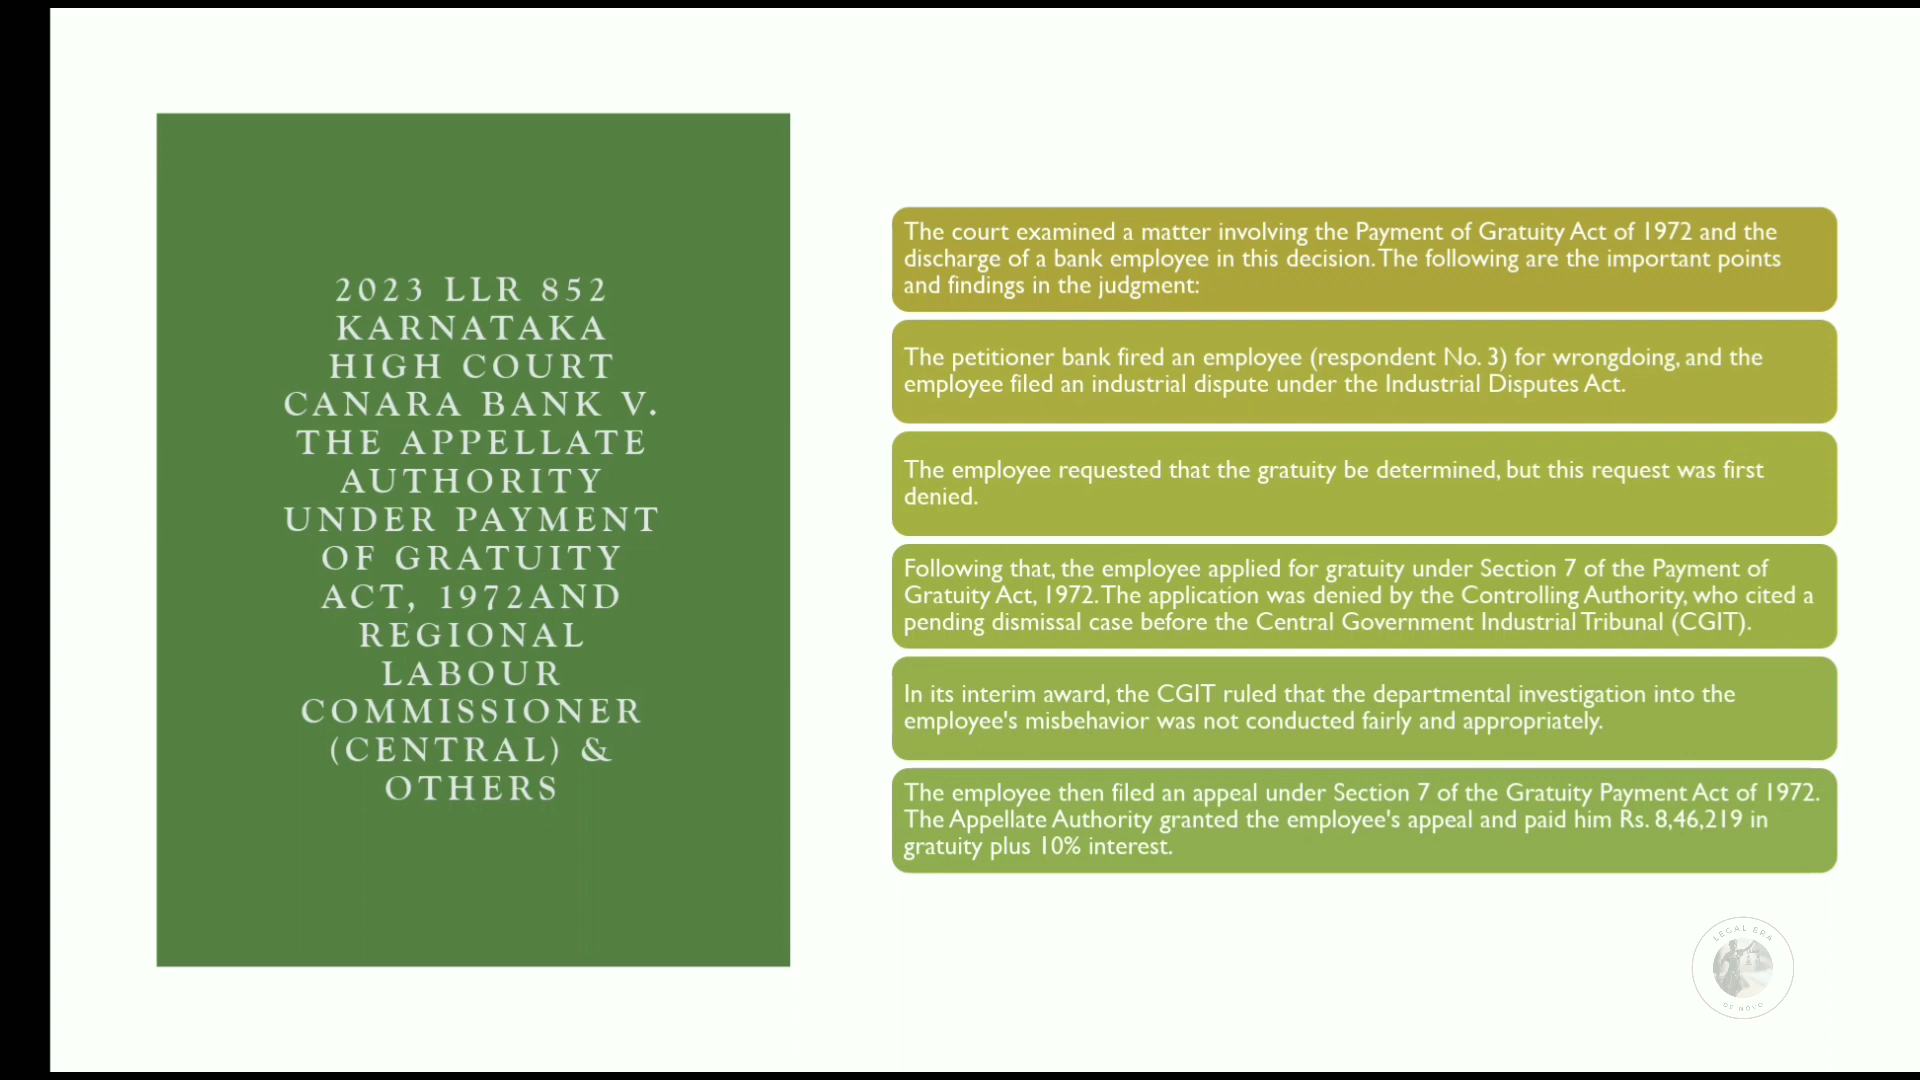 2023 LLR 852
KARNATAKA
HIGH COURT
CANARA BANK V.
THE APPELLATE
AUTHORITY
UNDER PAYMENT
OF GRATUITY
ACT, 1972AND
REGIONAL
LABOUR
COMMISSIONER
(CENTRAL) &
OTHERS
The court examined a matter involving the Payment of Gratuity Act of 1972 and the
discharge of a bank employee in this decision. The following are the important points
and findings in the judgment:
The petitioner bank fired an employee (respondent No. 3) for wrongdoing, and the
employee filed an industrial dispute under the Industrial Disputes Act.
The employee requested that the gratuity be determined, but this request was first
denied.
Following that, the employee applied for gratuity under Section 7 of the Payment of
Gratuity Act, 1972. The application was denied by the Controlling Authority, who cited a
pending dismissal case before the Central Government Industrial Tribunal (CGIT).
In its interim award, the CGIT ruled that the departmental investigation into the
employee's misbehavior was not conducted fairly and appropriately.
The employee then filed an appeal under Section 7 of the Gratuity Payment Act of 1972.
The Appellate Authority granted the employee's appeal and paid him Rs. 8,46,219 in
gratuity plus 10% interest.
LEGAL ERA
DE NOVO